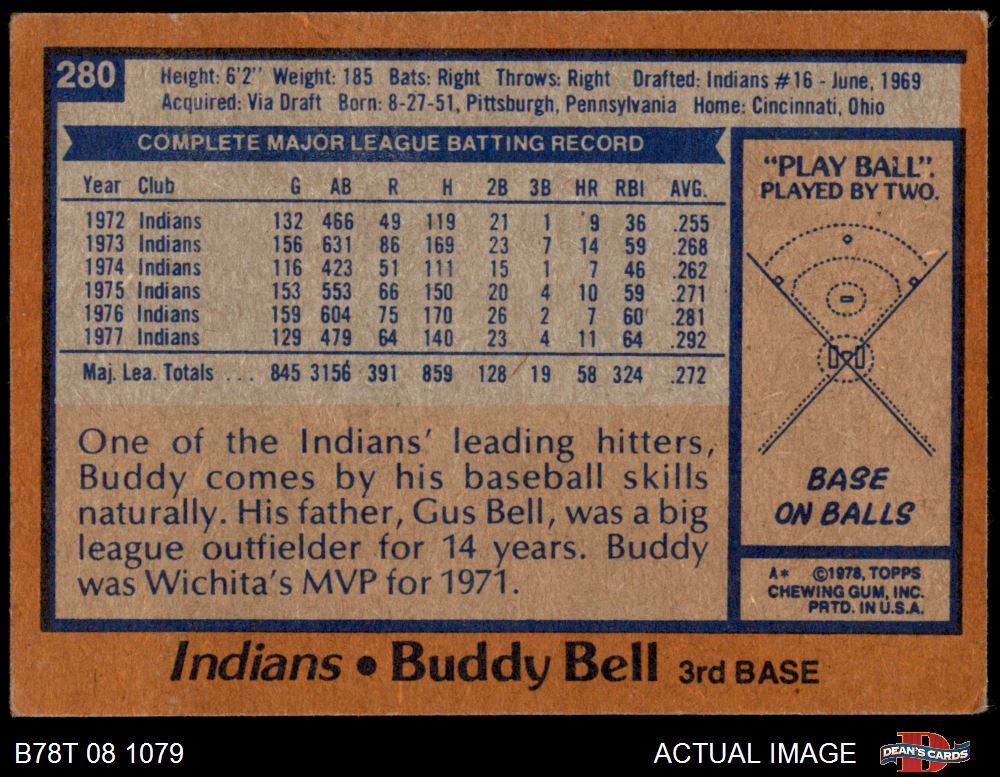 280
Height: 6'2" Weight: 185 Bats: Right Throws: Right Drafted: Indians #16 - June, 1969
Acquired: Via Draft Born: 8-27-51, Pittsburgh, Pennsylvania Home: Cincinnati, Ohio
COMPLETE MAJOR LEAGUE BATTING RECORD
Year Club G AB R H 2B 3B HR RBI AVG.
1972 Indians 132 466 49 119 21 1 9 36 .255
1973 Indians 156 631 86 169 23 7 14 59 .268
1974 Indians 116 423 51 111 15 1 7 46 .262
1975 Indians 153 553 66 150 20 4 10 59 .271
1976 Indians 159 604 75 170 26 2 7 60 .281
1977 Indians 129 479 64 140 23 4 11 64 .292
Maj. Lea. Totals ... 845 3156 391 859 128 19 58 324 .272
One of the Indians' leading hitters,
Buddy comes by his baseball skills
naturally. His father, Gus Bell, was a big
league outfielder for 14 years. Buddy
was Wichita's MVP for 1971.
"PLAY BALL".
PLAYED BY TWO.
BASE
ON BALLS
A* ©1978, TOPPS
CHEWING GUM, INC.
PRTD. IN U.S.A.
Indians • Buddy Bell 3rd BASE
B78T 08 1079 ACTUAL IMAGE DEAN'S CARDS